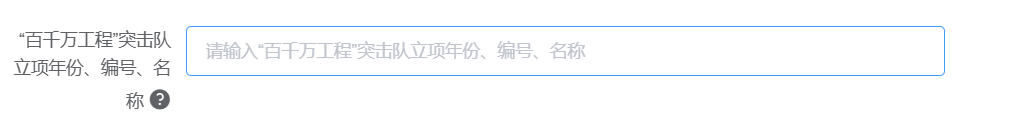 “百千万工程”突击队
立项年份、编号、名
称 ?
请输入“百千万工程”突击队立项年份、编号、名称